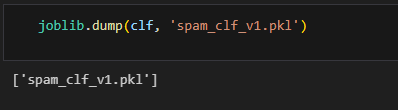 joblib.dump(clf, 'spam_clf_v1.pkl')
['spam_clf_v1.pkl']